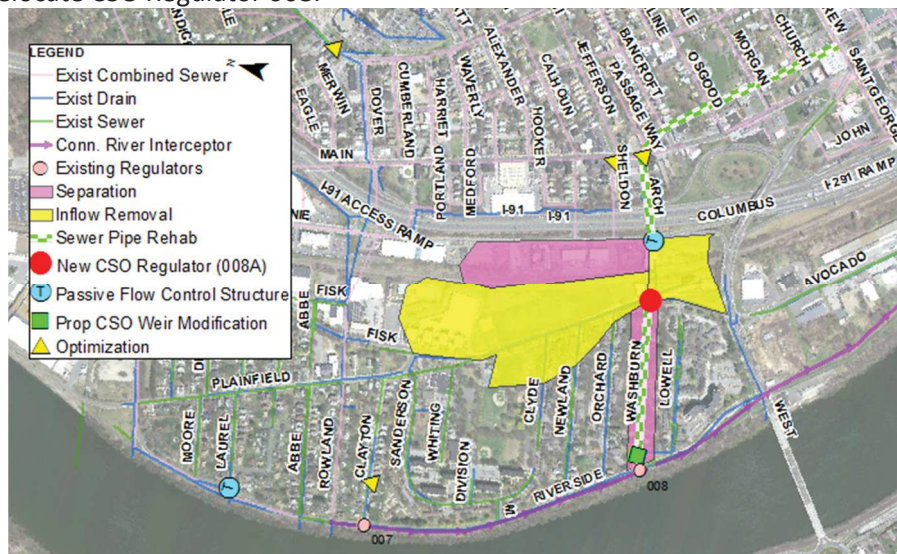 LEGEND
Exist Combined Sewer
N
Exist Drain
Exist Sewer
Conn. River Interceptor
Existing Regulators
Separation
Inflow Removal
Sewer Pipe Rehab
New CSO Regulator (008A)
T Passive Flow Control Structure
Prop CSO Weir Modification
Optimization
EAGLE
MERWIN
DOVER
CUMBERLAND
HARRIET
PORTLAND
WAVERLY
MEDFORD
ALEXANDER
CALHOUN
HOOKER
JEFFERSON
BANCROFT
PASSAGE WAY
OSGOOD
MORGAN
CHURCH
SAINTGEORGE
JOHN
MAIN
SHELDON
ARCH
I-91 ACCESS RAMP
I-91
I-91
COLUMBUS
I-291 RAMP
AVOCADO
T
FISK
FISK
ABBE
PLAINFIELD
MOORE
LAUREL
ABBE
ROWLAND
CLAYTON
SANDERSON
WHITING
DIVISION
CLYDE
NEWLAND
ORCHARD
WASHBURN
LOWELL
RIVERSIDE
WEST
T
007
008